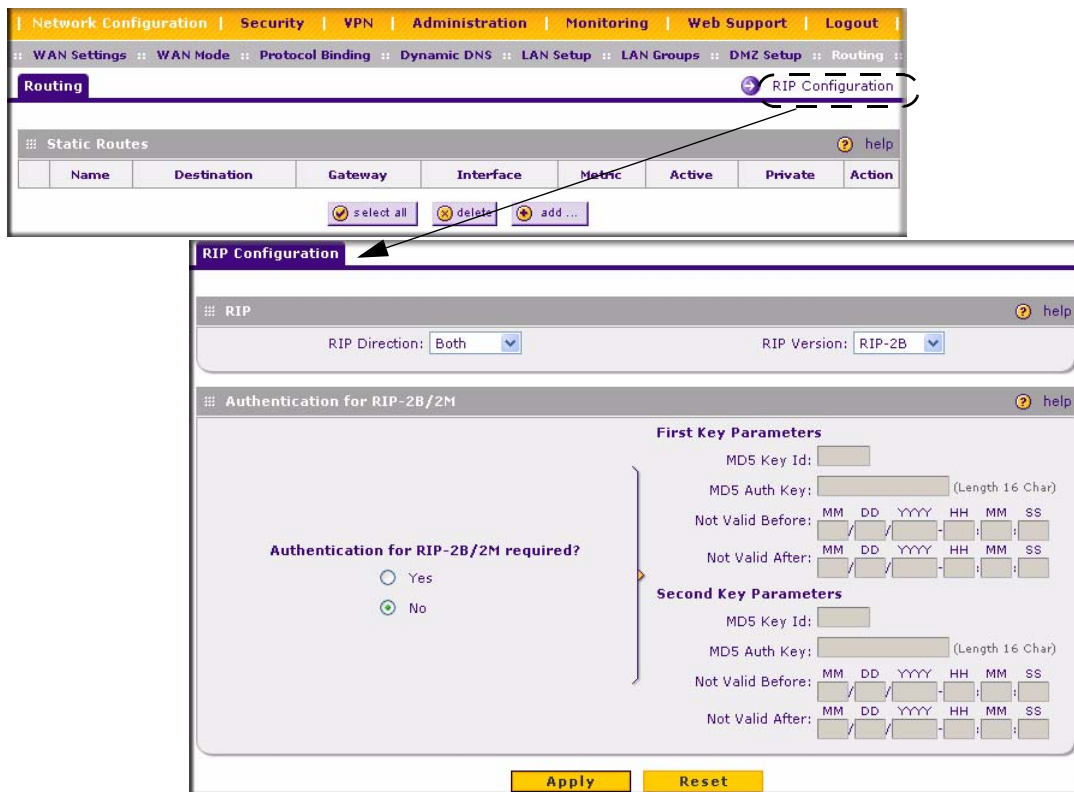 | Network Configuration | Security | VPN | Administration | Monitoring | Web Support | Logout |
:: WAN Settings :: WAN Mode :: Protocol Binding :: Dynamic DNS :: LAN Setup :: LAN Groups :: DMZ Setup :: Routing ::
Routing RIP Configuration
Static Routes help
Name Destination Gateway Interface Metric Active Private Action
select all delete add ...
RIP Configuration
RIP help
RIP Direction: Both RIP Version: RIP-2B
Authentication for RIP-2B/2M help
Authentication for RIP-2B/2M required?
Yes
No
First Key Parameters
MD5 Key Id:
MD5 Auth Key: (Length 16 Char)
MM DD YYYY HH MM SS
Not Valid Before: / / - : :
MM DD YYYY HH MM SS
Not Valid After: / / - : :
Second Key Parameters
MD5 Key Id:
MD5 Auth Key: (Length 16 Char)
MM DD YYYY HH MM SS
Not Valid Before: / / - : :
MM DD YYYY HH MM SS
Not Valid After: / / - : :
Apply Reset